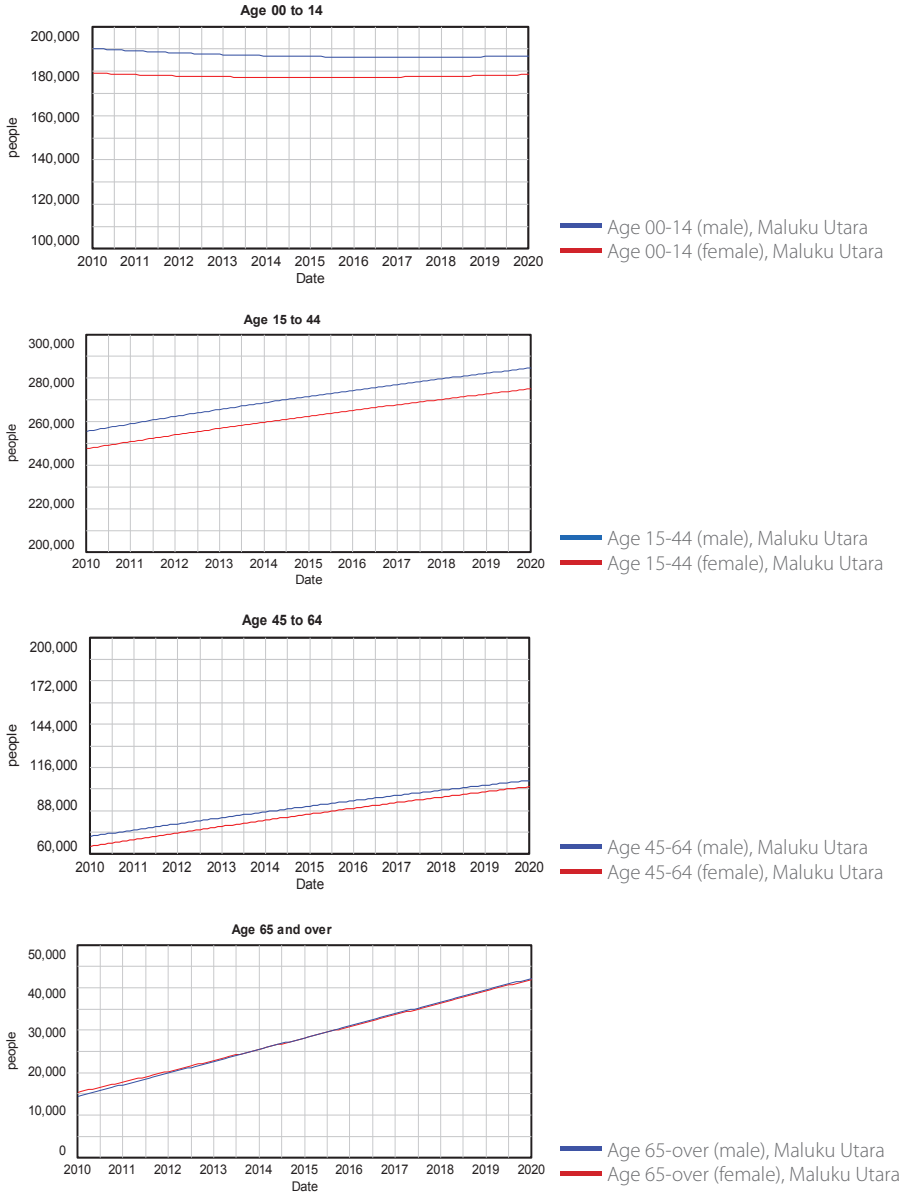 Age 00 to 14
200,000
180,000
160,000
140,000
120,000
100,000
people
2010 2011 2012 2013 2014 2015 2016 2017 2018 2019 2020
Date
Age 00-14 (male), Maluku Utara
Age 00-14 (female), Maluku Utara
Age 15 to 44
300,000
280,000
260,000
240,000
220,000
200,000
people
2010 2011 2012 2013 2014 2015 2016 2017 2018 2019 2020
Date
Age 15-44 (male), Maluku Utara
Age 15-44 (female), Maluku Utara
Age 45 to 64
200,000
172,000
144,000
116,000
88,000
60,000
people
2010 2011 2012 2013 2014 2015 2016 2017 2018 2019 2020
Date
Age 45-64 (male), Maluku Utara
Age 45-64 (female), Maluku Utara
Age 65 and over
50,000
40,000
30,000
20,000
10,000
0
people
2010 2011 2012 2013 2014 2015 2016 2017 2018 2019 2020
Date
Age 65-over (male), Maluku Utara
Age 65-over (female), Maluku Utara